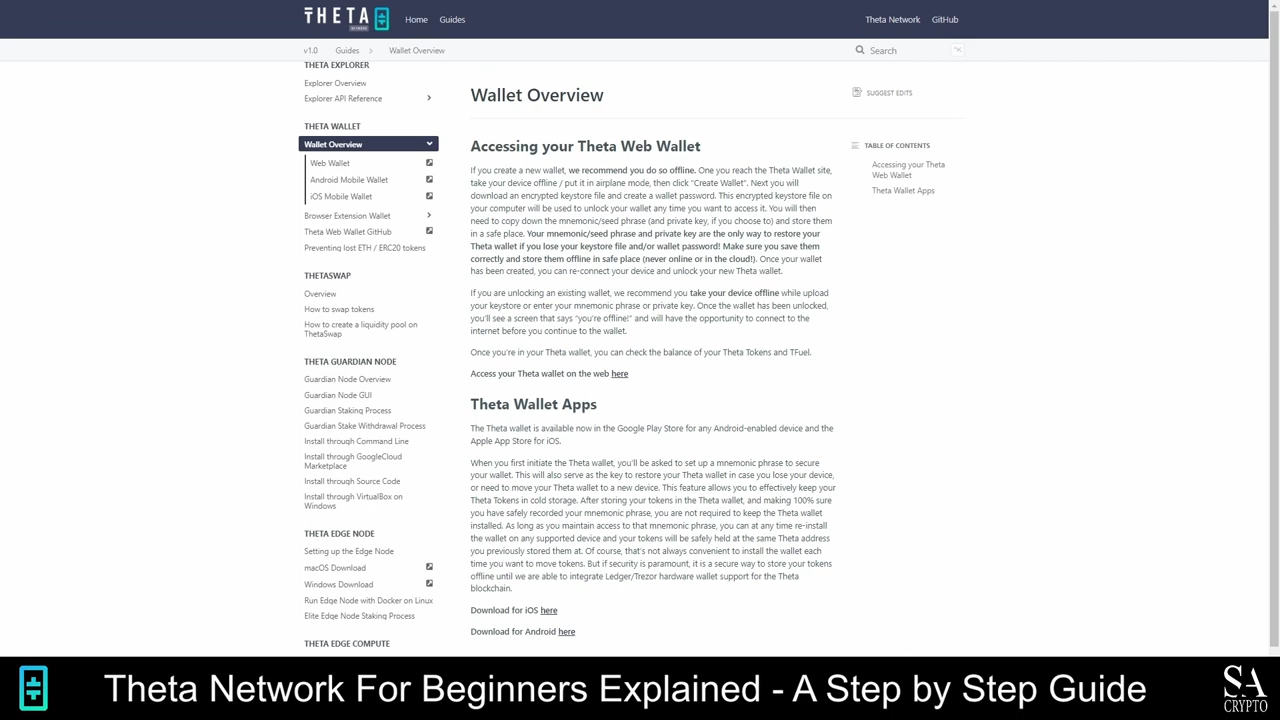 THETA
NETWORK
Home
Guides
Theta Network
GitHub
v1.0
Guides
Wallet Overview
Search
THETA EXPLORER
Explorer Overview
Explorer API Reference
THETA WALLET
Wallet Overview
Web Wallet
Android Mobile Wallet
iOS Mobile Wallet
Browser Extension Wallet
Theta Web Wallet GitHub
Preventing lost ETH / ERC20 tokens
THETASWAP
Overview
How to swap tokens
How to create a liquidity pool on
ThetaSwap
THETA GUARDIAN NODE
Guardian Node Overview
Guardian Node GUI
Guardian Staking Process
Guardian Stake Withdrawal Process
Install through Command Line
Install through GoogleCloud
Marketplace
Install through Source Code
Install through VirtualBox on
Windows
THETA EDGE NODE
Setting up the Edge Node
macOS Download
Windows Download
Run Edge Node with Docker on Linux
Elite Edge Node Staking Process
THETA EDGE COMPUTE
Wallet Overview
Accessing your Theta Web Wallet
If you create a new wallet, we recommend you do so offline. One you reach the Theta Wallet site,
take your device offline / put it in airplane mode, then click "Create Wallet". Next you will
download an encrypted keystore file and create a wallet password. This encrypted keystore file on
your computer will be used to unlock your wallet any time you want to access it. You will then
need to copy down the mnemonic/seed phrase (and private key, if you choose to) and store them
in a safe place. Your mnemonic/seed phrase and private key are the only way to restore your
Theta wallet if you lose your keystore file and/or wallet password! Make sure you save them
correctly and store them offline in safe place (never online or in the cloud!). Once your wallet
has been created, you can re-connect your device and unlock your new Theta wallet.
If you are unlocking an existing wallet, we recommend you take your device offline while upload
your keystore or enter your mnemonic phrase or private key. Once the wallet has been unlocked,
you'll see a screen that says "you're offline!" and will have the opportunity to connect to the
internet before you continue to the wallet.
Once you're in your Theta wallet, you can check the balance of your Theta Tokens and TFuel.
Access your Theta wallet on the web here
Theta Wallet Apps
The Theta wallet is available now in the Google Play Store for any Android-enabled device and the
Apple App Store for iOS.
When you first initiate the Theta wallet, you'll be asked to set up a mnemonic phrase to secure
your wallet. This will also serve as the key to restore your Theta wallet in case you lose your device,
or need to move your Theta wallet to a new device. This feature allows you to effectively keep your
Theta Tokens in cold storage. After storing your tokens in the Theta wallet, and making 100% sure
you have safely recorded your mnemonic phrase, you are not required to keep the Theta wallet
installed. As long as you maintain access to that mnemonic phrase, you can at any time re-install
the wallet on any supported device and your tokens will be safely held at the same Theta address
you previously stored them at. Of course, that's not always convenient to install the wallet each
time you want to move tokens. But if security is paramount, it is a secure way to store your tokens
offline until we are able to integrate Ledger/Trezor hardware wallet support for the Theta
blockchain.
Download for iOS here
Download for Android here
SUGGEST EDITS
TABLE OF CONTENTS
Accessing your Theta
Web Wallet
Theta Wallet Apps
Theta Network For Beginners Explained - A Step by Step Guide
SA
CRYPTO